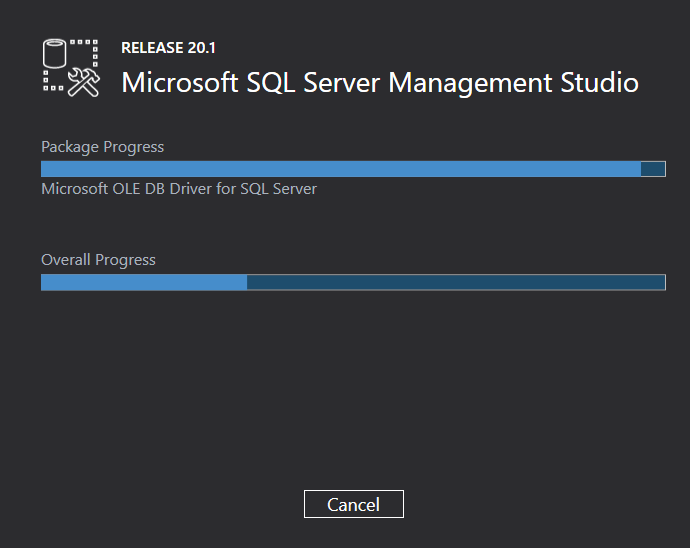 RELEASE 20.1
Microsoft SQL Server Management Studio
Package Progress
Microsoft OLE DB Driver for SQL Server
Overall Progress
Cancel